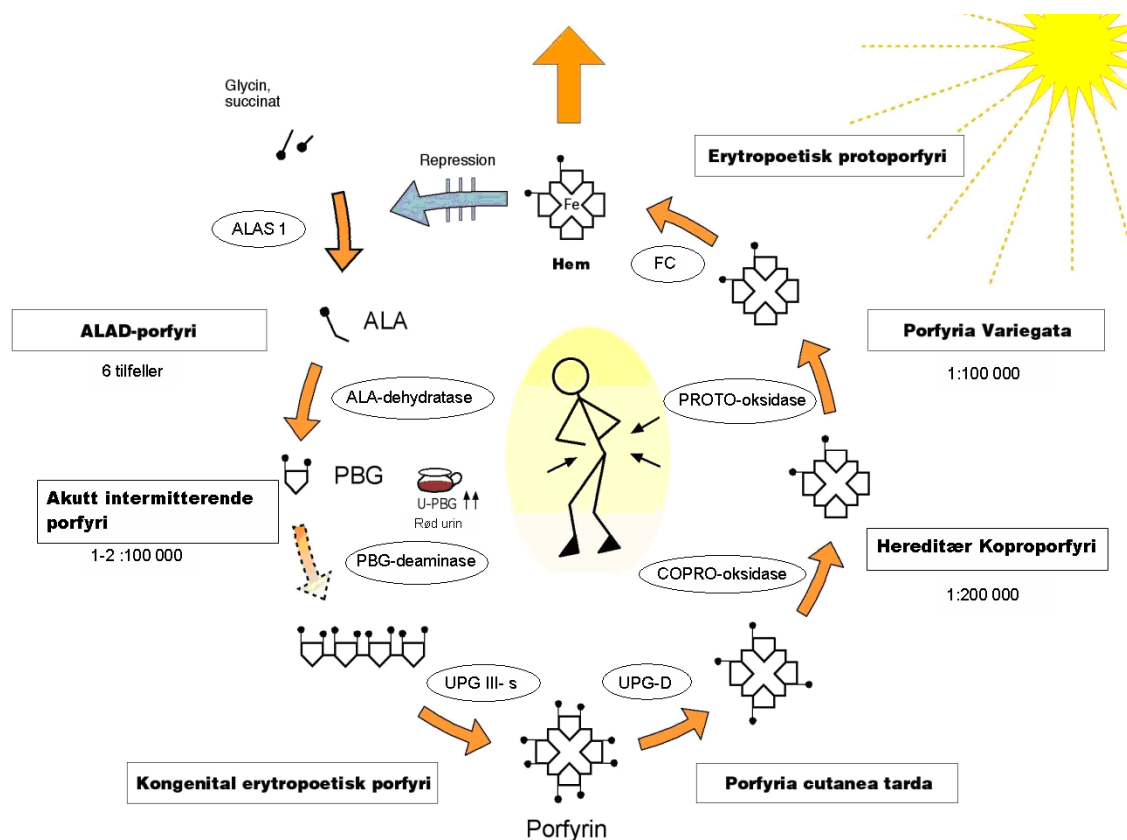 Glycin,
succinat
Repression
Erytropoetisk protoporfyri
ALAS 1
Fe
Hem
FC
ALAD-porfyri
ALA
Porfyria Variegata
6 tilfeller
1:100 000
ALA-dehydratase
PROTO-oksidase
PBG
Akutt intermitterende
porfyri
U-PBG
Rød urin
1-2 :100 000
PBG-deaminase
Hereditær Koproporfyri
COPRO-oksidase
1:200 000
UPG III- s
UPG-D
Kongenital erytropoetisk porfyri
Porfyria cutanea tarda
Porfyrin